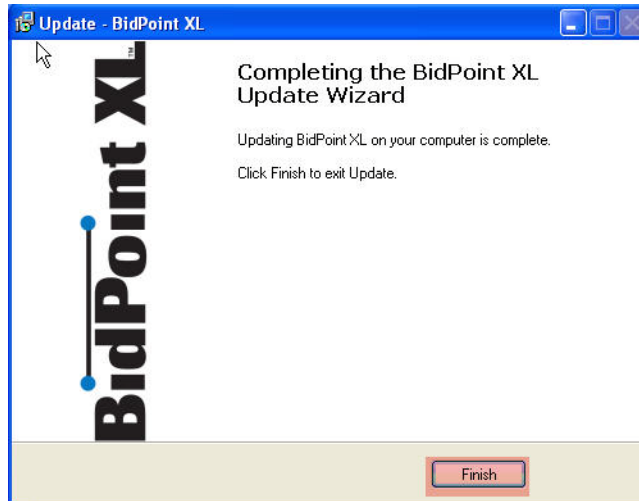 Update - BidPoint XL
BidPoint XL™
Completing the BidPoint XL
Update Wizard
Updating BidPoint XL on your computer is complete.
Click Finish to exit Update.
Finish